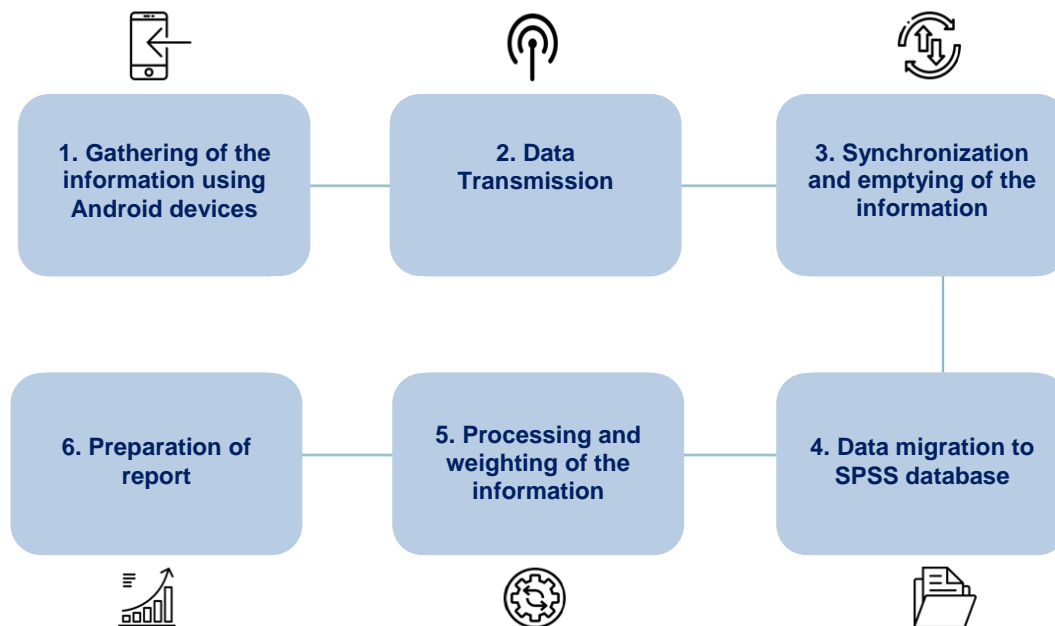 1. Gathering of the
information using
Android devices
2. Data
Transmission
3. Synchronization
and emptying of the
information
4. Data migration to
SPSS database
5. Processing and
weighting of the
information
6. Preparation of
report